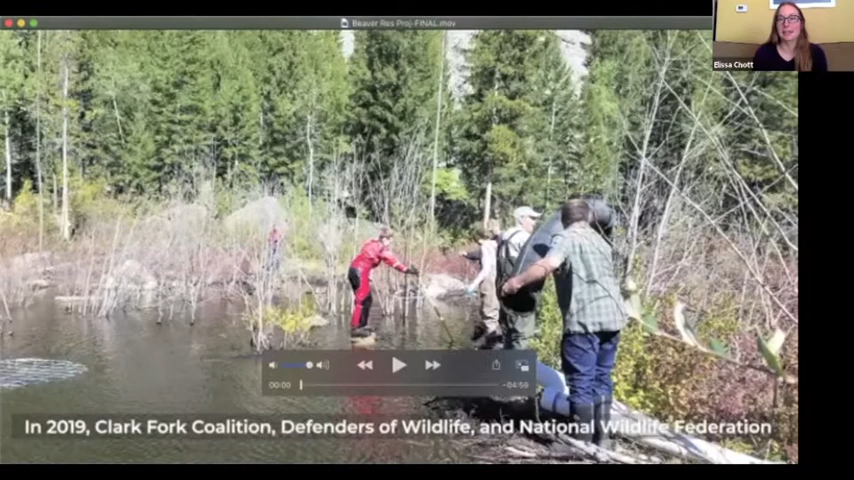 Beaver Res Proj-FINAL.mov
Elissa Chott
00:00
-04:56
In 2019, Clark Fork Coalition, Defenders of Wildlife, and National Wildlife Federation